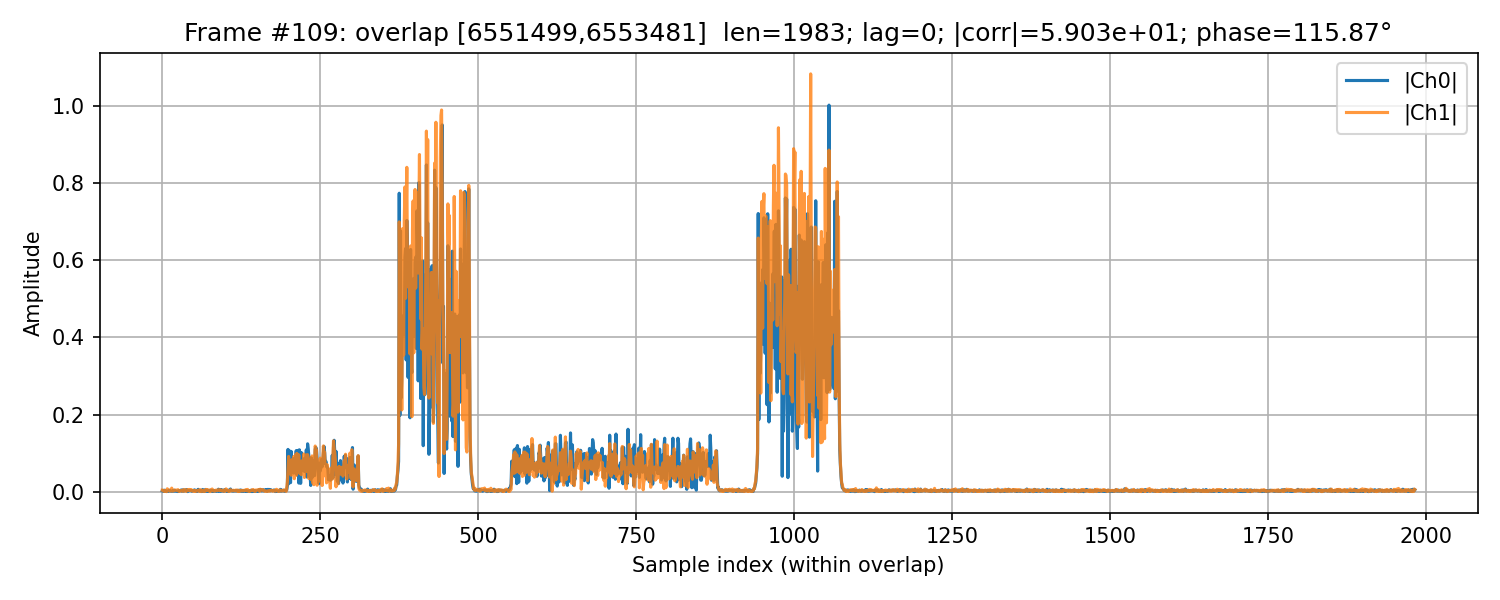 Frame #109: overlap [6551499,6553481]  len=1983; lag=0; |corr|=5.903e+01; phase=115.87°
|Ch0|
|Ch1|
Amplitude
1.0
0.8
0.6
0.4
0.2
0.0
0 250 500 750 1000 1250 1500 1750 2000
Sample index (within overlap)